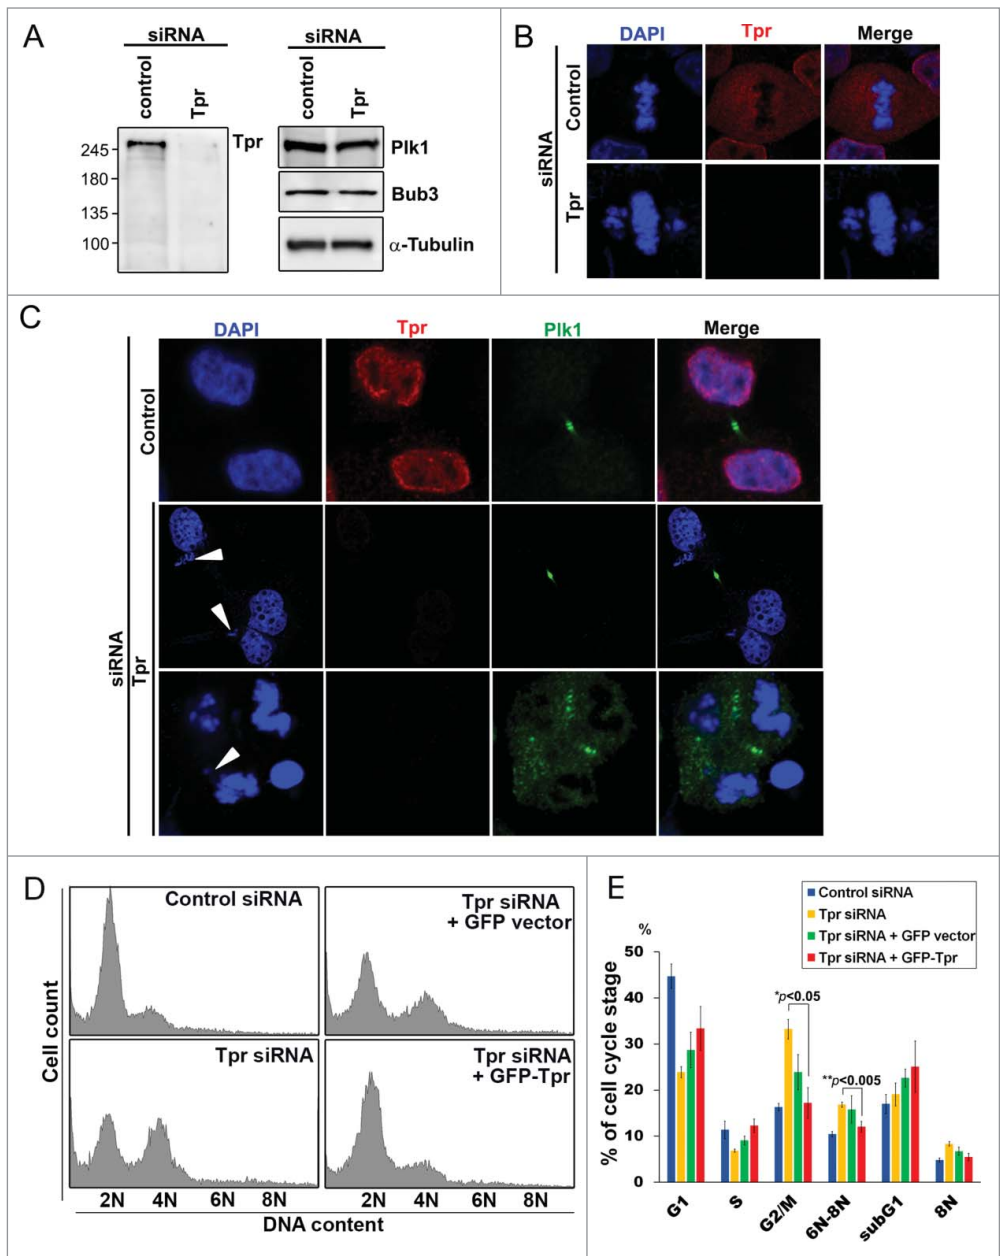 A
siRNA
control
Tpr
245
180
135
100
Tpr
siRNA
control
Tpr
Plk1
Bub3
α-Tubulin
B
DAPI
Tpr
Merge
siRNA
Control
Tpr
C
DAPI
Tpr
Plk1
Merge
siRNA
Control
Tpr
D
Cell count
Control siRNA
Tpr siRNA
+ GFP vector
Tpr siRNA
Tpr siRNA
+ GFP-Tpr
2N 4N 6N 8N
2N 4N 6N 8N
DNA content
E
Control siRNA
Tpr siRNA
Tpr siRNA + GFP vector
Tpr siRNA + GFP-Tpr
%
% of cell cycle stage
50
40
30
20
10
0
*p<0.05
**p<0.005
G1
S
G2/M
6N-8N
subG1
8N